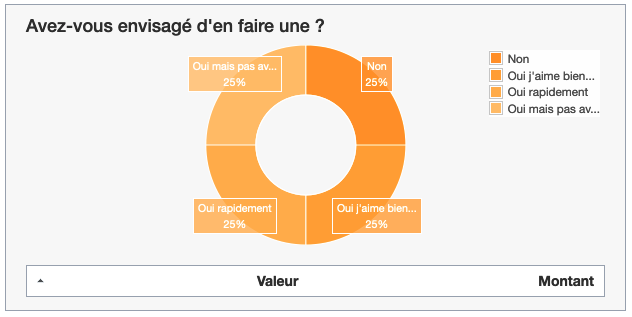 Avez-vous envisagé d'en faire une ?
Oui mais pas av...
25%
Non
25%
Oui rapidement
25%
Oui j'aime bien...
25%
Non
Oui j'aime bien...
Oui rapidement
Oui mais pas av...
Valeur Montant